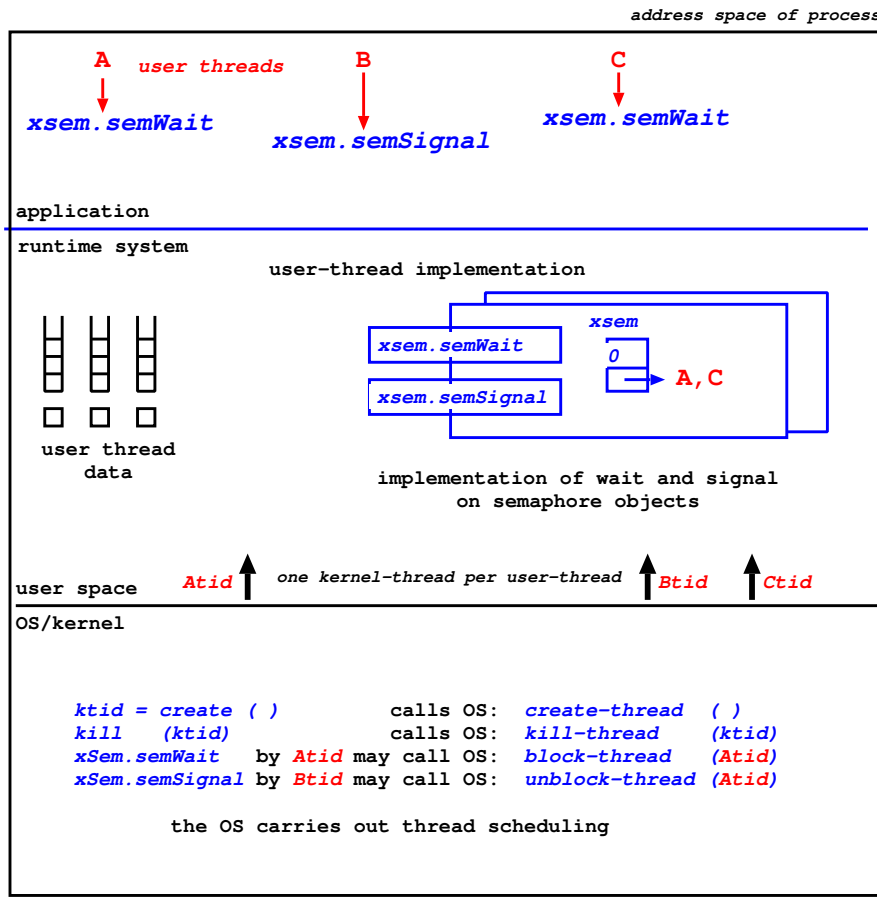 address space of process
A user threads B C
xsem.semWait xsem.semSignal xsem.semWait
application
runtime system
user-thread implementation
xsem
xsem.semWait 0
xsem.semSignal A,C
user thread
data
implementation of wait and signal
on semaphore objects
user space Atid one kernel-thread per user-thread Btid Ctid
OS/kernel
ktid = create ( ) calls OS: create-thread ( )
kill (ktid) calls OS: kill-thread (ktid)
xSem.semWait by Atid may call OS: block-thread (Atid)
xSem.semSignal by Btid may call OS: unblock-thread (Atid)
the OS carries out thread scheduling